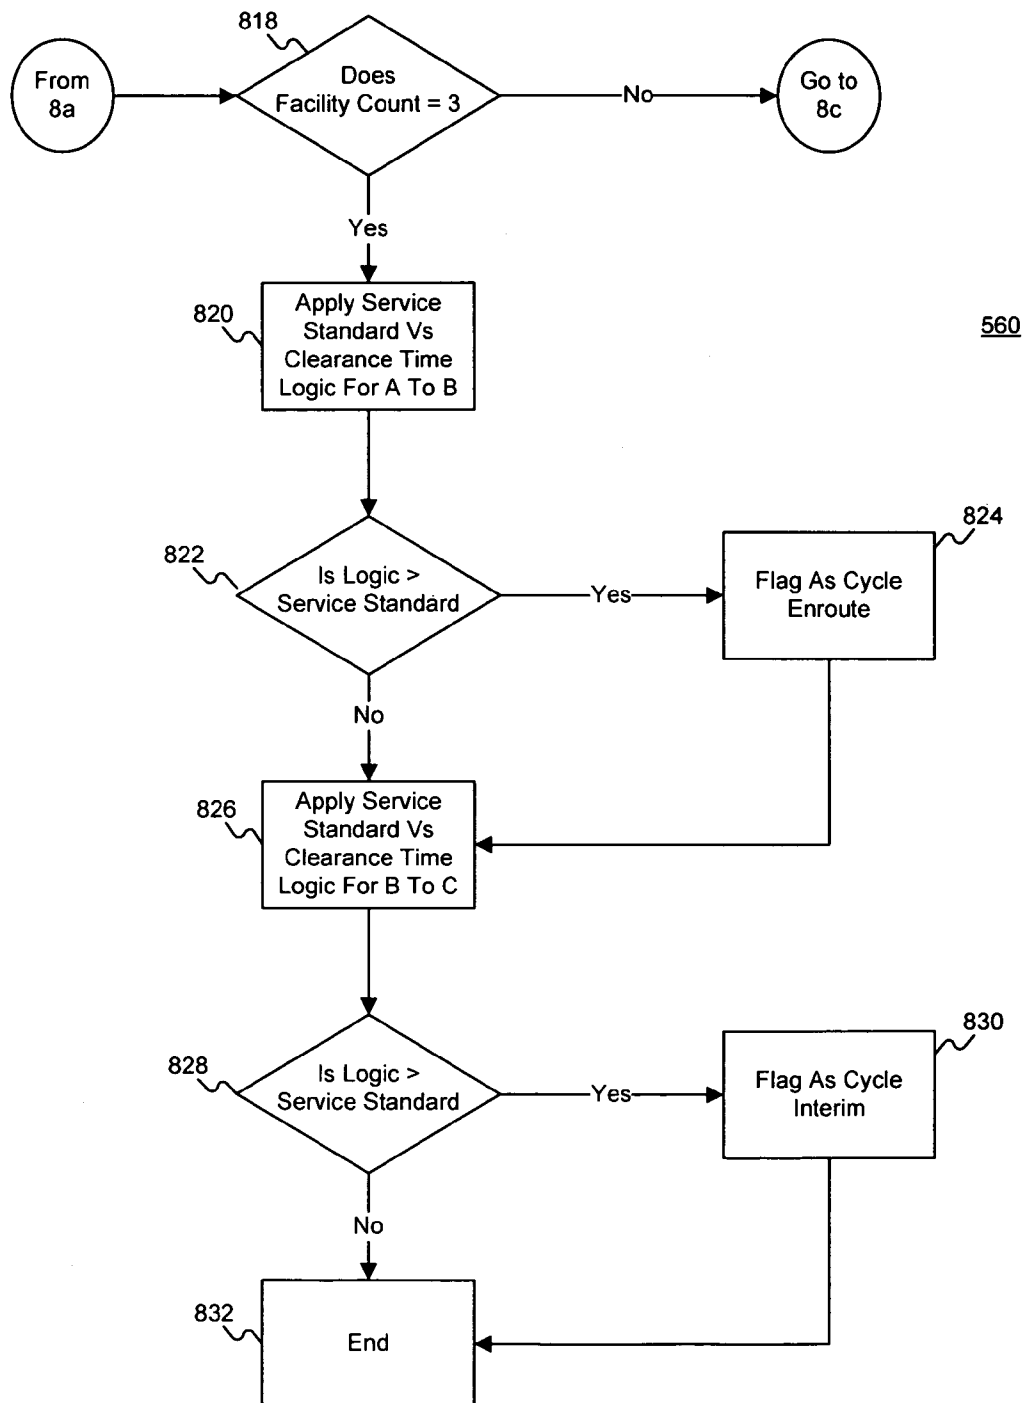 818
From
8a
Does
Facility Count = 3
No
Go to
8c
Yes
820
Apply Service
Standard Vs
Clearance Time
Logic For A To B
560
822
Is Logic >
Service Standard
Yes
824
Flag As Cycle
Enroute
No
826
Apply Service
Standard Vs
Clearance Time
Logic For B To C
828
Is Logic >
Service Standard
Yes
830
Flag As Cycle
Interim
No
832
End